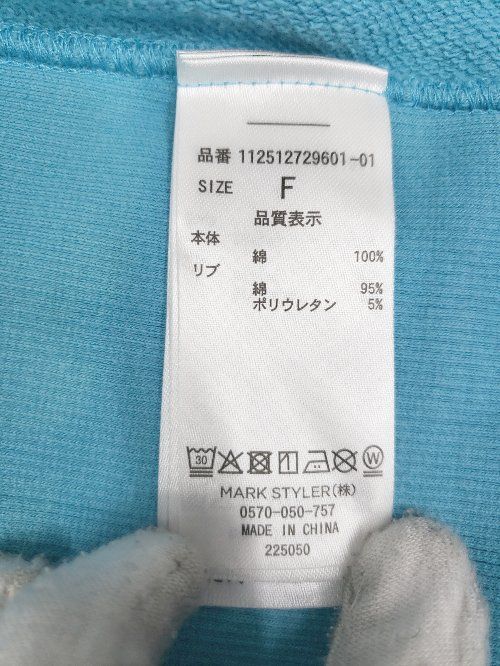 品番 112512729601-01
SIZE F
品質表示
本体 綿 100%
リブ 綿 95%
ポリウレタン 5%
30 W
MARK STYLER(株)
0570-050-757
MADE IN CHINA
225050